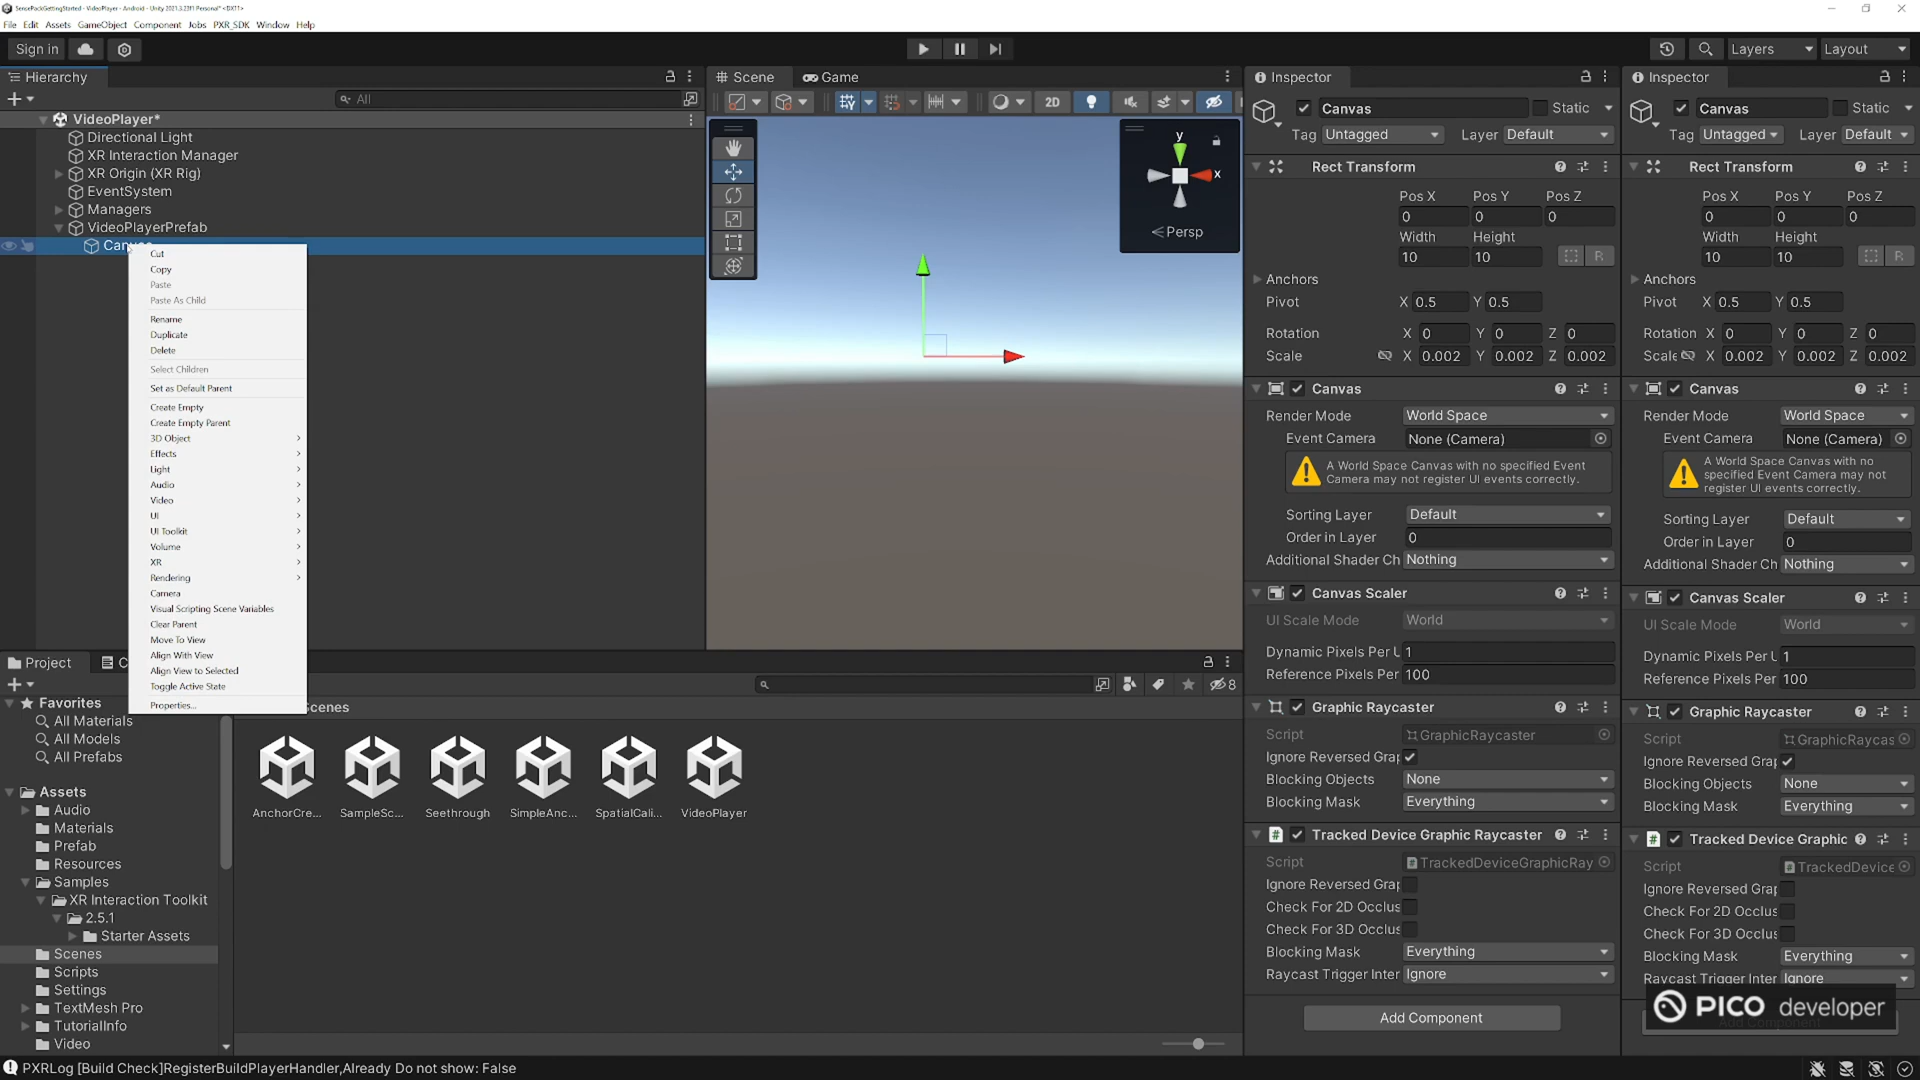 SensePackGettingStarted - VideoPlayer - Android - Unity 2021.3.23f1 Personal* <DX11>
File Edit Assets GameObject Component Jobs PXR_SDK Window Help
Sign in
Layers
Layout
Hierarchy
All
VideoPlayer*
Directional Light
XR Interaction Manager
XR Origin (XR Rig)
EventSystem
Managers
VideoPlayerPrefab
Cut
Copy
Paste
Paste As Child
Rename
Duplicate
Delete
Select Children
Set as Default Parent
Create Empty
Create Empty Parent
3D Object
Effects
Light
Audio
Video
UI
UI Toolkit
Volume
XR
Rendering
Camera
Visual Scripting Scene Variables
Clear Parent
Move To View
Align With View
Align View to Selected
Toggle Active State
Properties...
Scene Game
2D
y
x
Persp
Inspector
Canvas Static
Tag Untagged Layer Default
Rect Transform
Pos X Pos Y Pos Z
0 0 0
Width Height
10 10 R
Anchors
Pivot X 0.5 Y 0.5
Rotation X 0 Y 0 Z 0
Scale X 0.002 Y 0.002 Z 0.002
Canvas
Render Mode World Space
Event Camera None (Camera)
A World Space Canvas with no specified Event
Camera may not register UI events correctly.
Sorting Layer Default
Order in Layer 0
Additional Shader Ch Nothing
Canvas Scaler
UI Scale Mode World
Dynamic Pixels Per U 1
Reference Pixels Per 100
Graphic Raycaster
Script GraphicRaycaster
Ignore Reversed Grap
Blocking Objects None
Blocking Mask Everything
Tracked Device Graphic Raycaster
Script TrackedDeviceGraphicRay
Ignore Reversed Grap
Check For 2D Occlus
Check For 3D Occlus
Blocking Mask Everything
Raycast Trigger Inter Ignore
Add Component
Inspector
Canvas Static
Tag Untagged Layer Default
Rect Transform
Pos X Pos Y Pos Z
0 0 0
Width Height
10 10 R
Anchors
Pivot X 0.5 Y 0.5
Rotation X 0 Y 0 Z 0
Scale X 0.002 Y 0.002 Z 0.002
Canvas
Render Mode World Space
Event Camera None (Camera)
A World Space Canvas with no
specified Event Camera may not
register UI events correctly.
Sorting Layer Default
Order in Layer 0
Additional Shader Ch Nothing
Canvas Scaler
UI Scale Mode World
Dynamic Pixels Per U 1
Reference Pixels Per 100
Graphic Raycaster
Script GraphicRaycas
Ignore Reversed Grap
Blocking Objects None
Blocking Mask Everything
Tracked Device Graphic
Script TrackedDevice
Ignore Reversed Grap
Check For 2D Occlus
Check For 3D Occlus
Blocking Mask Everything
Raycast Trigger Inter Ignore
PICO developer
Project C
8
Favorites
All Materials
All Models
All Prefabs
Assets
Audio
Materials
Prefab
Resources
Samples
XR Interaction Toolkit
2.5.1
Starter Assets
Scenes
Scripts
Settings
TextMesh Pro
TutorialInfo
Video
Scenes
AnchorCre... SampleSc... Seethrough SimpleAnc... SpatialCali... VideoPlayer
PXRLog [Build Check]RegisterBuildPlayerHandler,Already Do not show: False